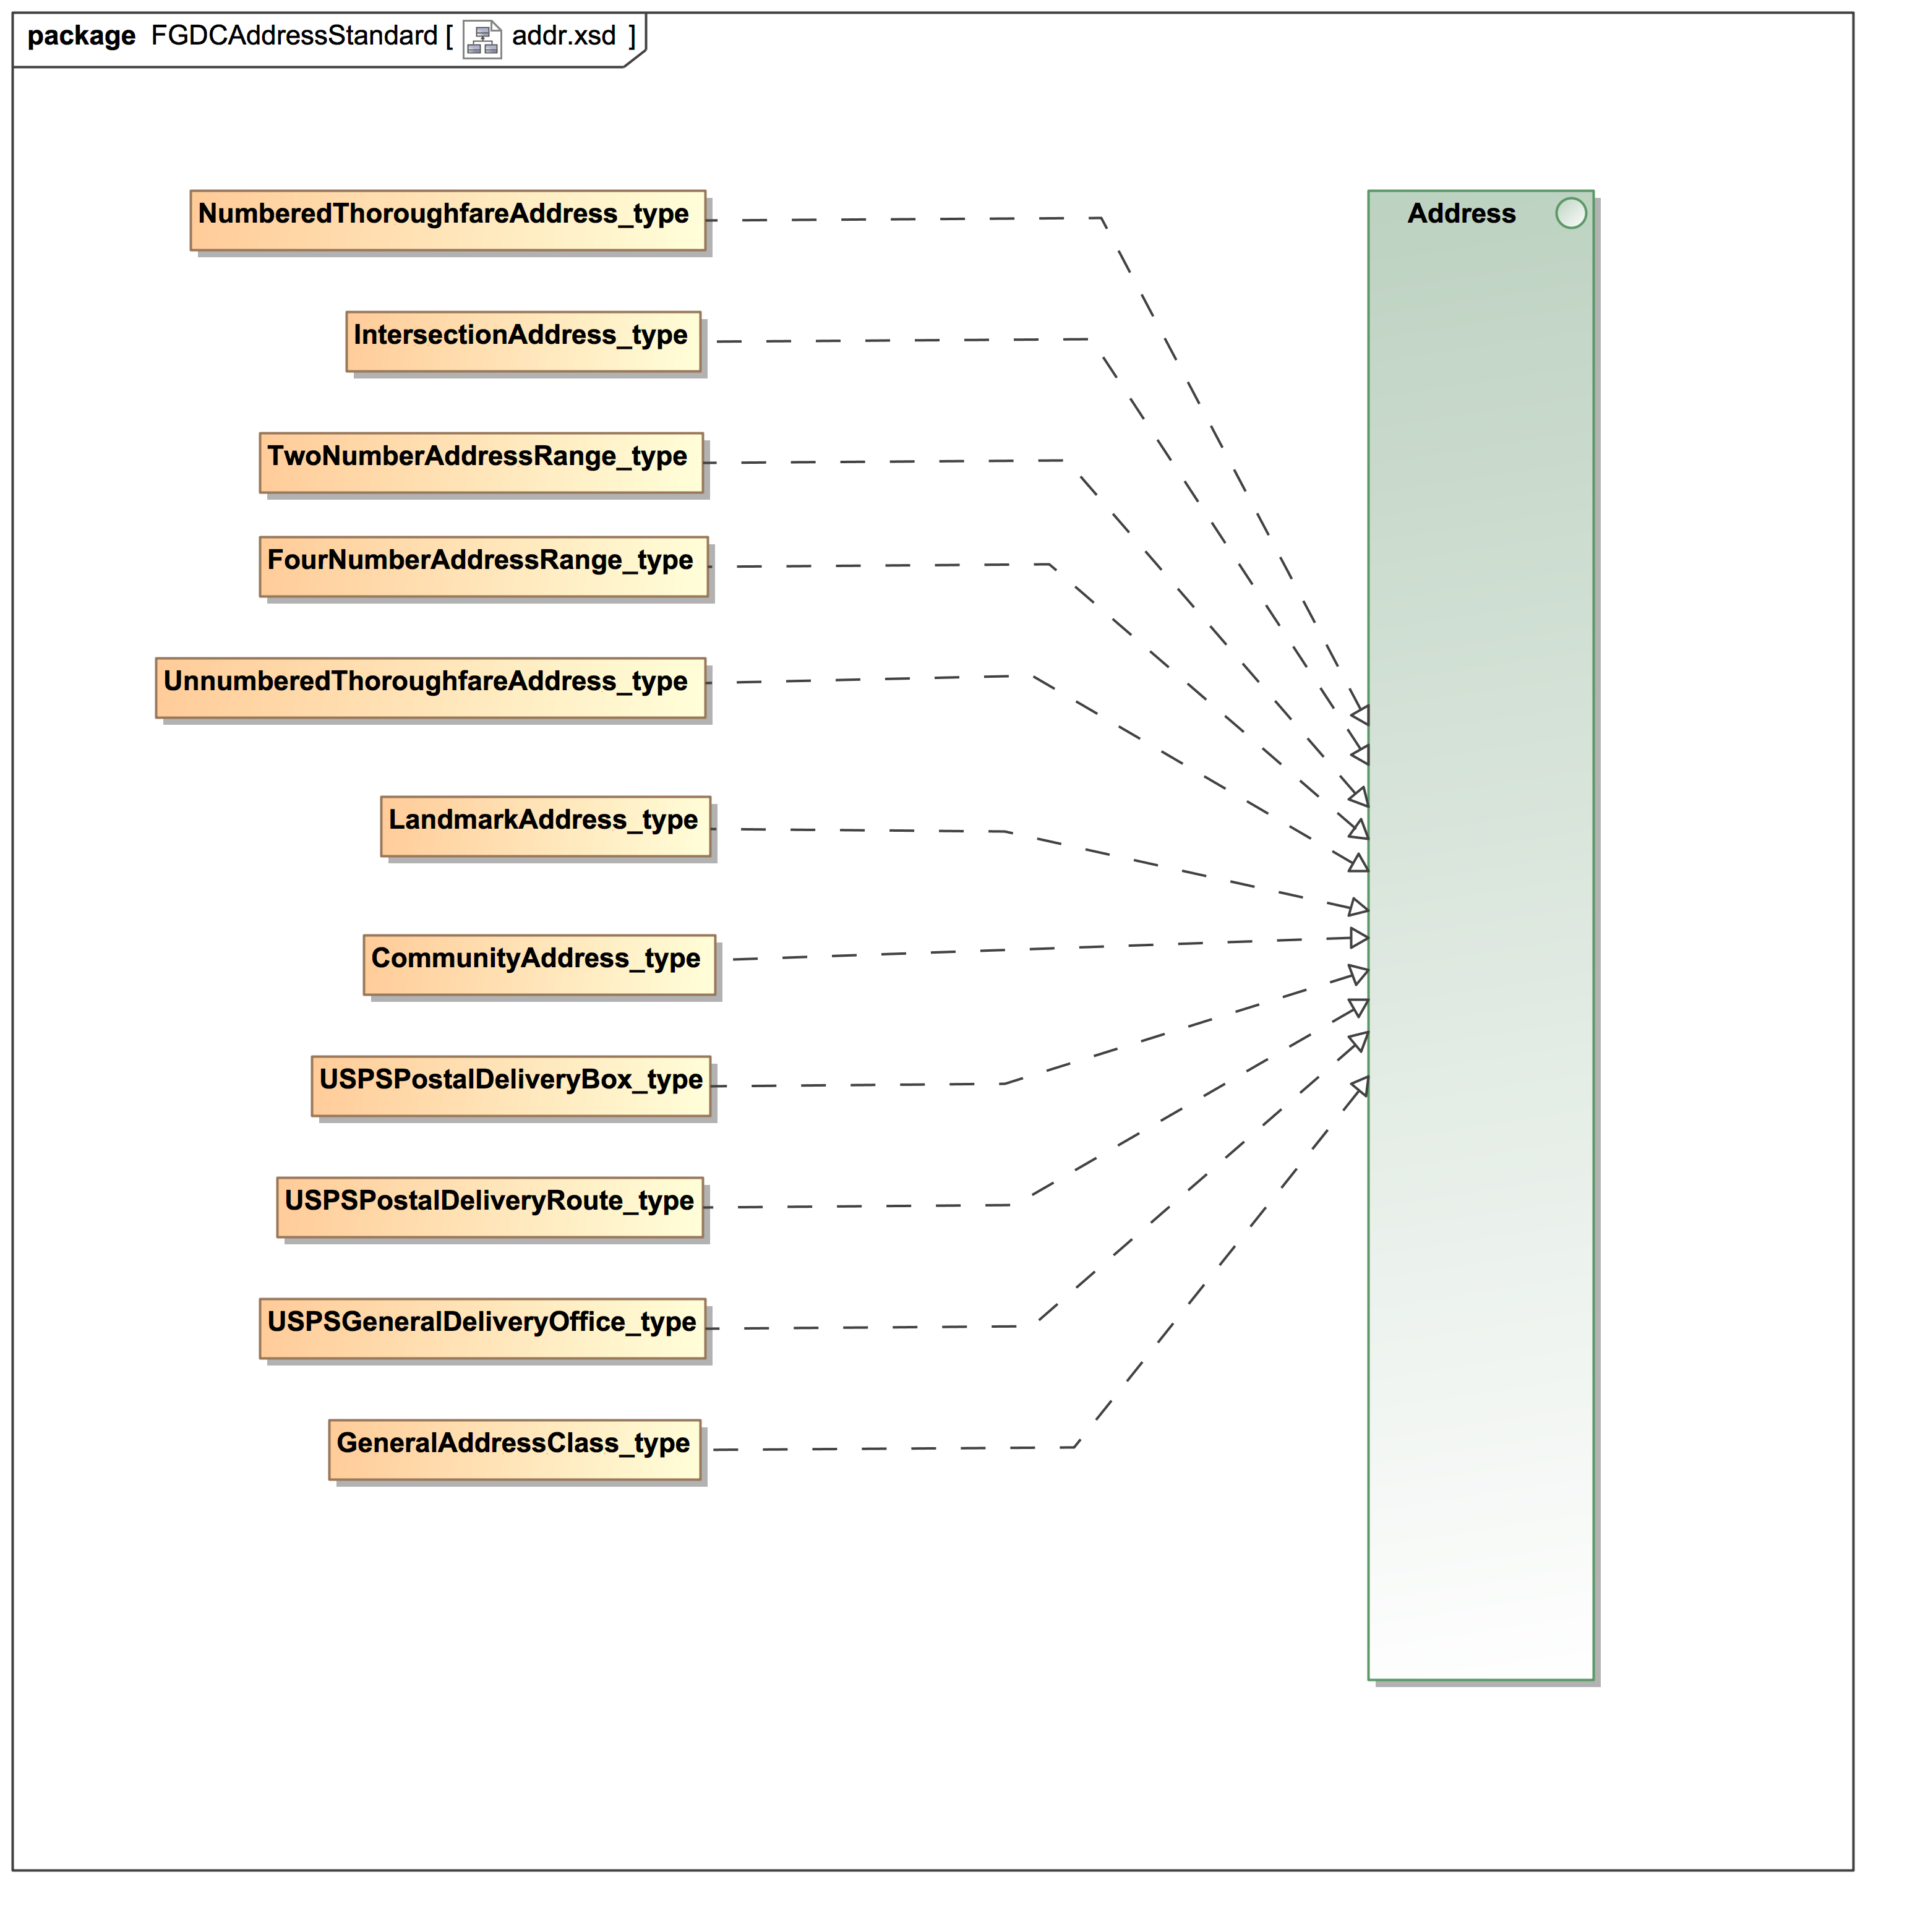 package FGDCAddressStandard [ addr.xsd ]
NumberedThoroughfareAddress_type
Address
IntersectionAddress_type
TwoNumberAddressRange_type
FourNumberAddressRange_type
UnnumberedThoroughfareAddress_type
LandmarkAddress_type
CommunityAddress_type
USPSPostalDeliveryBox_type
USPSPostalDeliveryRoute_type
USPSGeneralDeliveryOffice_type
GeneralAddressClass_type